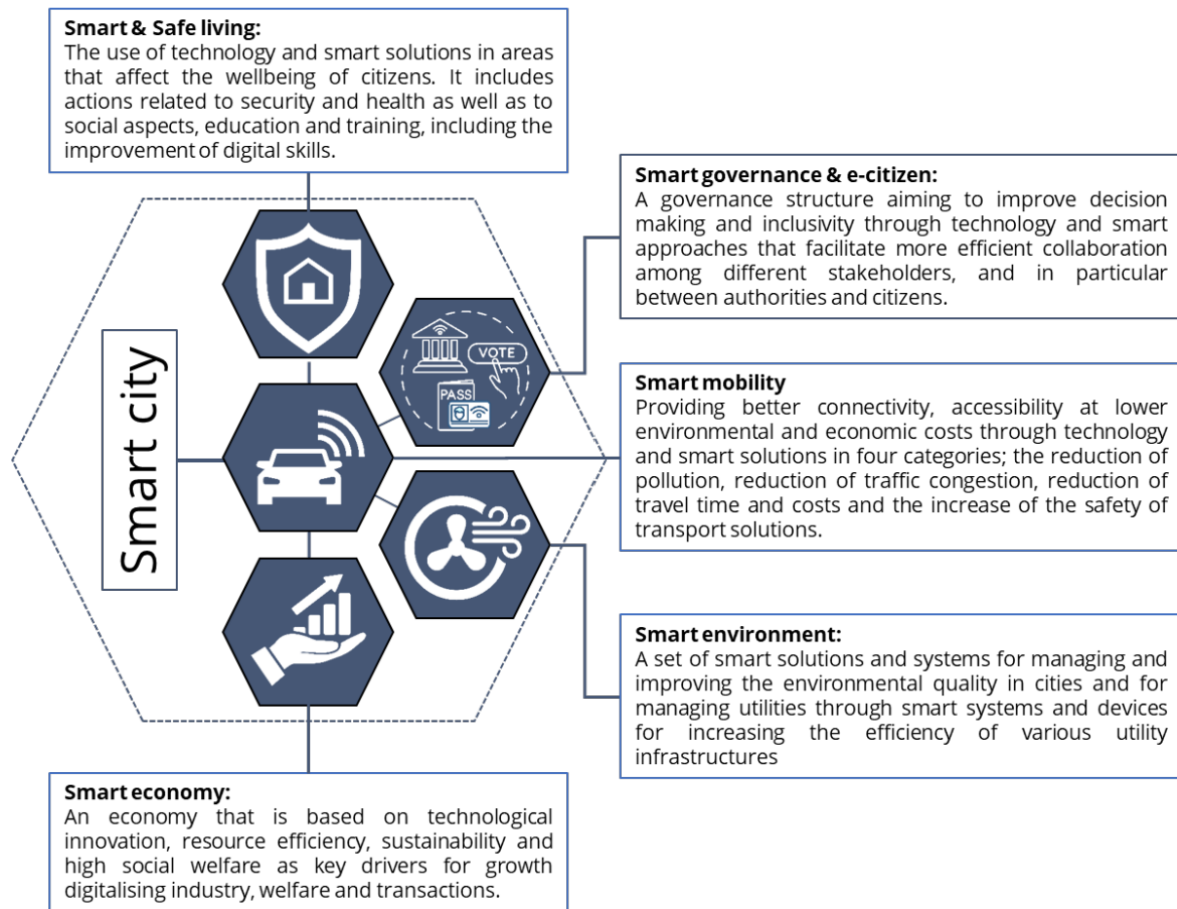 Smart & Safe living:
The use of technology and smart solutions in areas
that affect the wellbeing of citizens. It includes
actions related to security and health as well as to
social aspects, education and training, including the
improvement of digital skills.
Smart governance & e-citizen:
A governance structure aiming to improve decision
making and inclusivity through technology and smart
approaches that facilitate more efficient collaboration
among different stakeholders, and in particular
between authorities and citizens.
VOTE
PASS
Smart city
Smart mobility
Providing better connectivity, accessibility at lower
environmental and economic costs through technology
and smart solutions in four categories; the reduction of
pollution, reduction of traffic congestion, reduction of
travel time and costs and the increase of the safety of
transport solutions.
Smart environment:
A set of smart solutions and systems for managing and
improving the environmental quality in cities and for
managing utilities through smart systems and devices
for increasing the efficiency of various utility
infrastructures
Smart economy:
An economy that is based on technological
innovation, resource efficiency, sustainability and
high social welfare as key drivers for growth
digitalising industry, welfare and transactions.